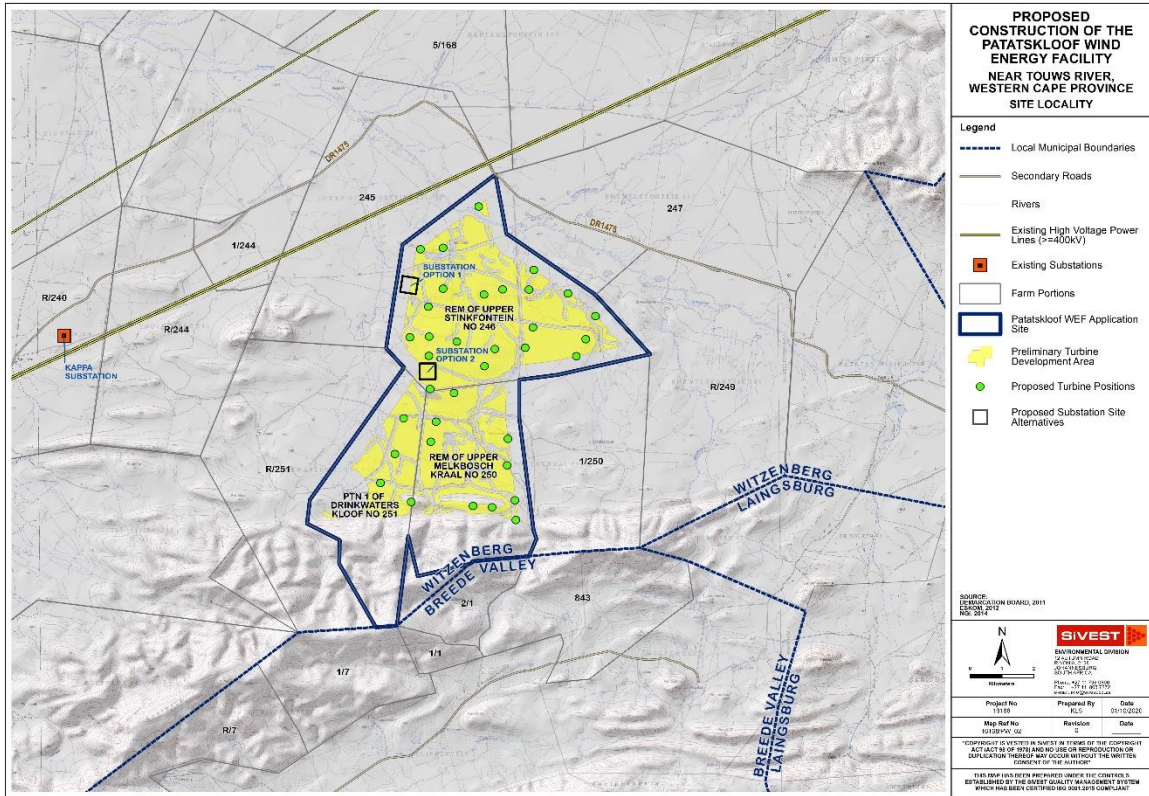 5/168
DR1475
245
247
1/244
DR1475
SUBSTATION
OPTION 1
R/240
REM OF UPPER
STINKFONTEIN
NO 246
R/244
SUBSTATION
OPTION 2
KAPPA
SUBSTATION
R/249
R/251
REM OF UPPER
MELKBOSCH
KRAAL NO 250
1/250
PTN 1 OF
DRINKWATERS
KLOOF NO 251
WITZENBERG
LAINGSBURG
WITZENBERG
BREEDE VALLEY
2/1
843
1/1
1/7
R/7
BREEDE VALLEY
LAINGSBURG
PROPOSED
CONSTRUCTION OF THE
PATATSKLOOF WIND
ENERGY FACILITY
NEAR TOUWS RIVER,
WESTERN CAPE PROVINCE
SITE LOCALITY
Legend
Local Municipal Boundaries
Secondary Roads
Rivers
Existing High Voltage Power
Lines (>=400kV)
Existing Substations
Farm Portions
Patatskloof WEF Application
Site
Preliminary Turbine
Development Area
Proposed Turbine Positions
Proposed Substation Site
Alternatives
SOURCE:
DEMARCATION BOARD, 2011
ESKOM, 2012
NGI, 2014
N
0 1 2
Kilometers
SiVEST
ENVIRONMENTAL DIVISION
JOHANNESBURG
SOUTH AFRICA
Project No
Prepared By
KLS
Date
Map Ref No
Revision
Date
"COPYRIGHT IS VESTED IN SIVEST IN TERMS OF THE COPYRIGHT
ACT (ACT 98 OF 1978) AND NO USE OR REPRODUCTION OR
DUPLICATION THEREOF MAY OCCUR WITHOUT THE WRITTEN
CONSENT OF THE AUTHOR"
THIS MAP HAS BEEN PREPARED UNDER THE CONTROLS
ESTABLISHED BY THE SIVEST QUALITY MANAGEMENT SYSTEM
WHICH HAS BEEN CERTIFIED ISO 9001:2015 COMPLIANT